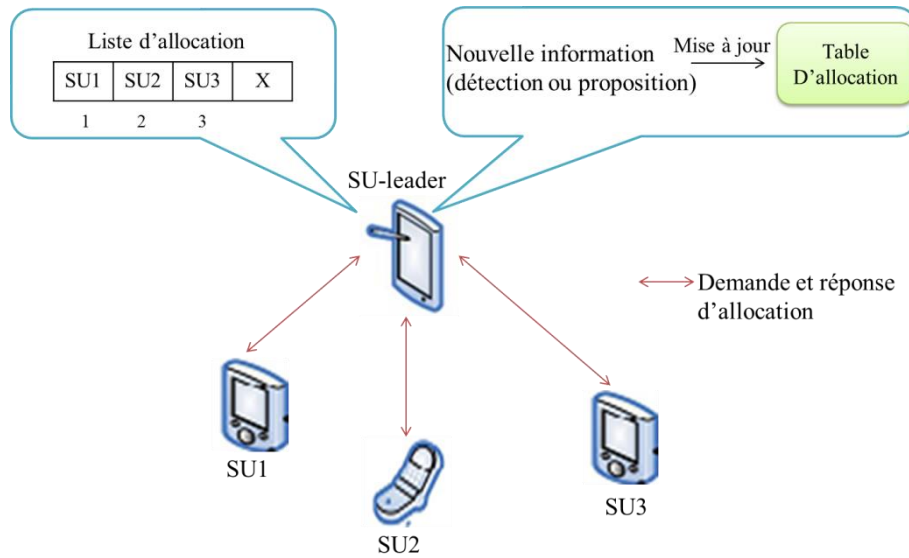 Liste d'allocation
SU1 SU2 SU3 X
1 2 3
Nouvelle information
(détection ou proposition)
Mise à jour
Table
D'allocation
SU-leader
Demande et réponse
d'allocation
SU1
SU2
SU3